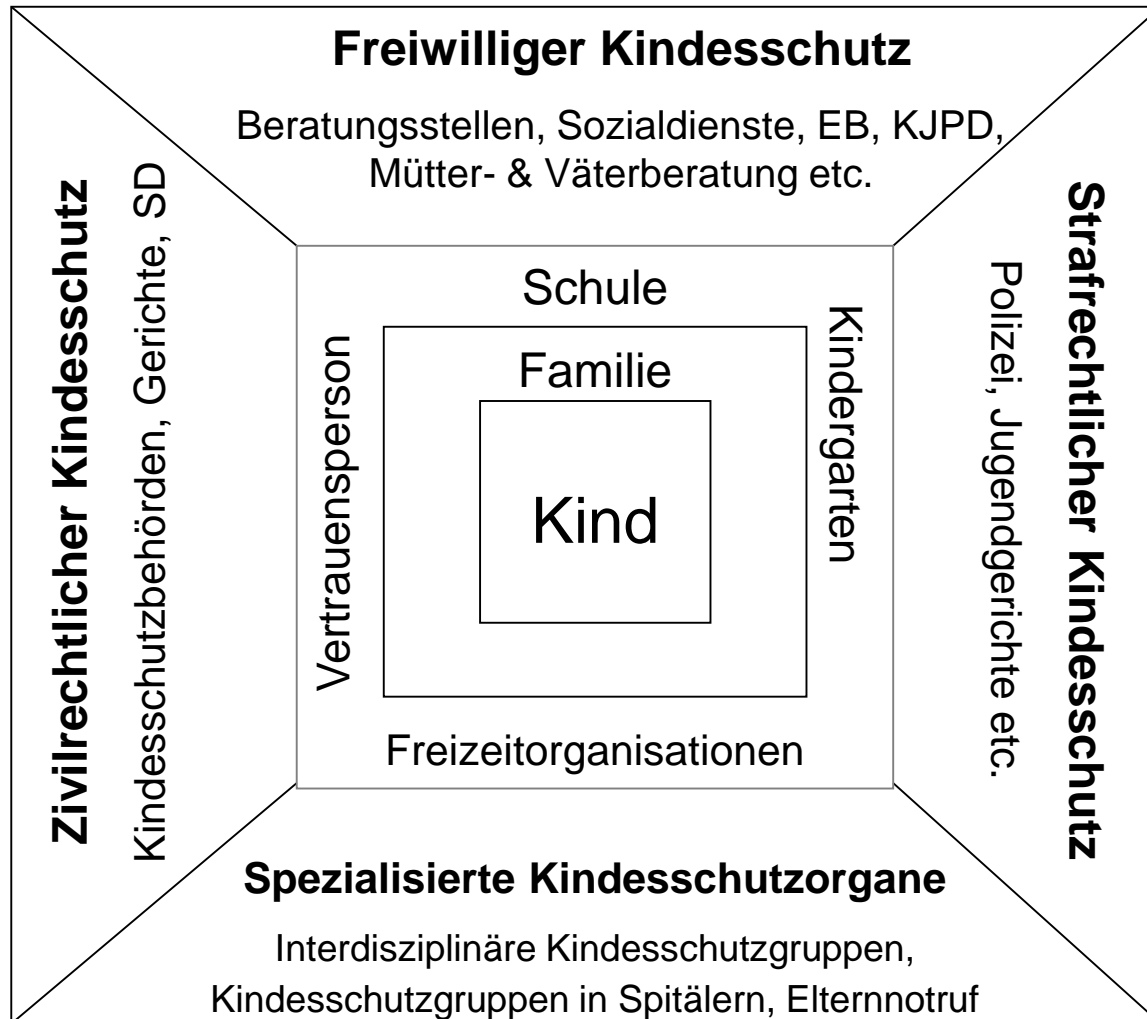 Freiwilliger Kindesschutz
Beratungsstellen, Sozialdienste, EB, KJPD,
Mütter- & Väterberatung etc.
Zivilrechtlicher Kindesschutz
Kindesschutzbehörden, Gerichte, SD
Schule
Familie
Kind
Vertrauensperson
Kindergarten
Freizeitorganisationen
Polizei, Jugendgerichte etc.
Strafrechtlicher Kindesschutz
Spezialisierte Kindesschutzorgane
Interdisziplinäre Kindesschutzgruppen,
Kindesschutzgruppen in Spitälern, Elternnotruf